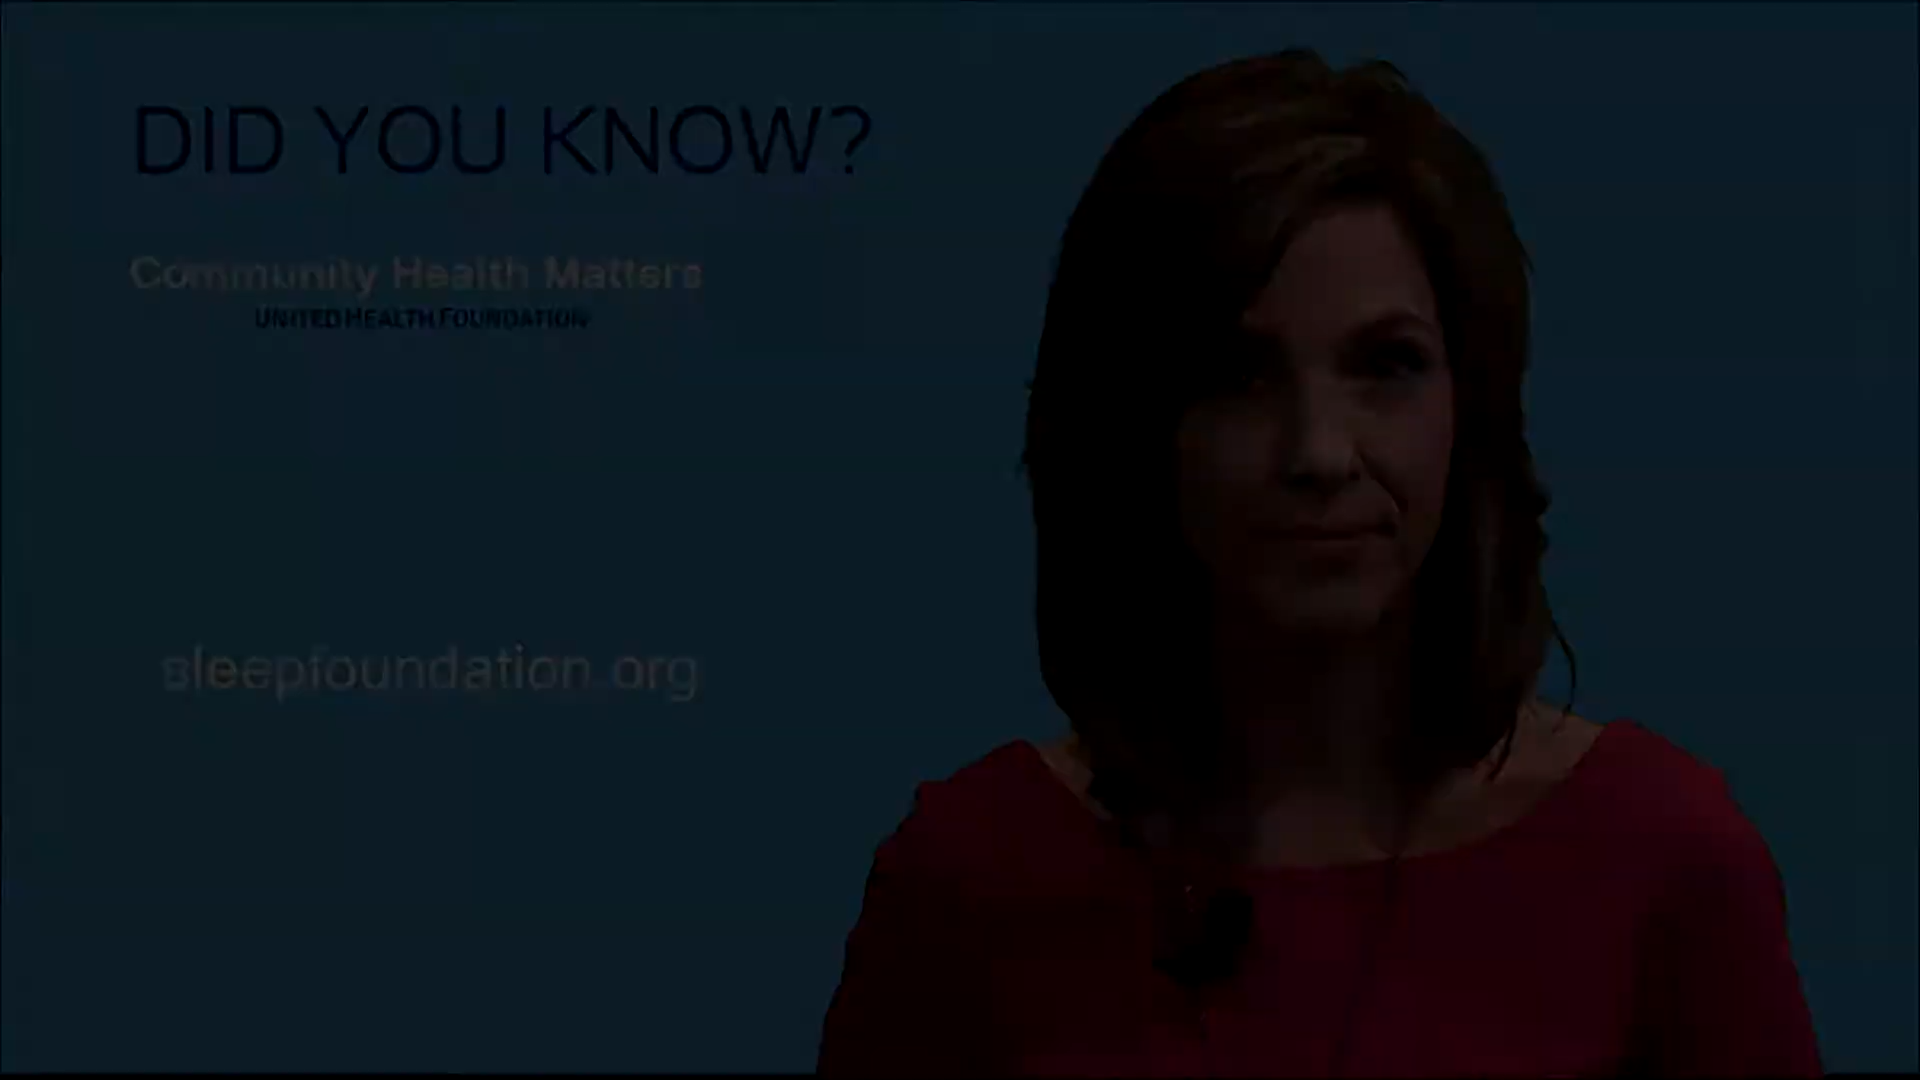 DID YOU KNOW?
Community Health Matters
UNITED HEALTH FOUNDATION
sleepfoundation.org